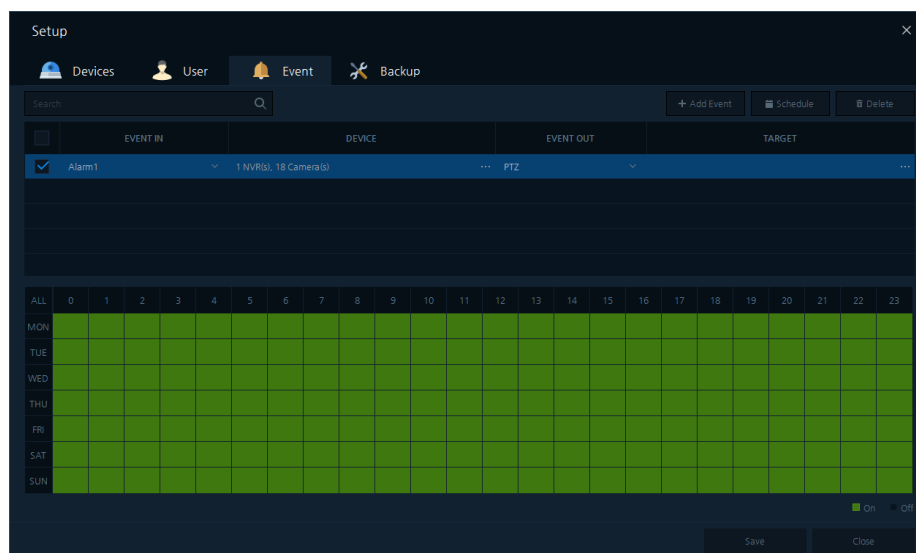 Setup
Devices User Event Backup
Search + Add Event Schedule Delete
EVENT IN DEVICE EVENT OUT TARGET
Alarm1 1 NVR(s), 18 Camera(s) ... PTZ ...
ALL 0 1 2 3 4 5 6 7 8 9 10 11 12 13 14 15 16 17 18 19 20 21 22 23
MON
TUE
WED
THU
FRI
SAT
SUN
On Off
Save Close